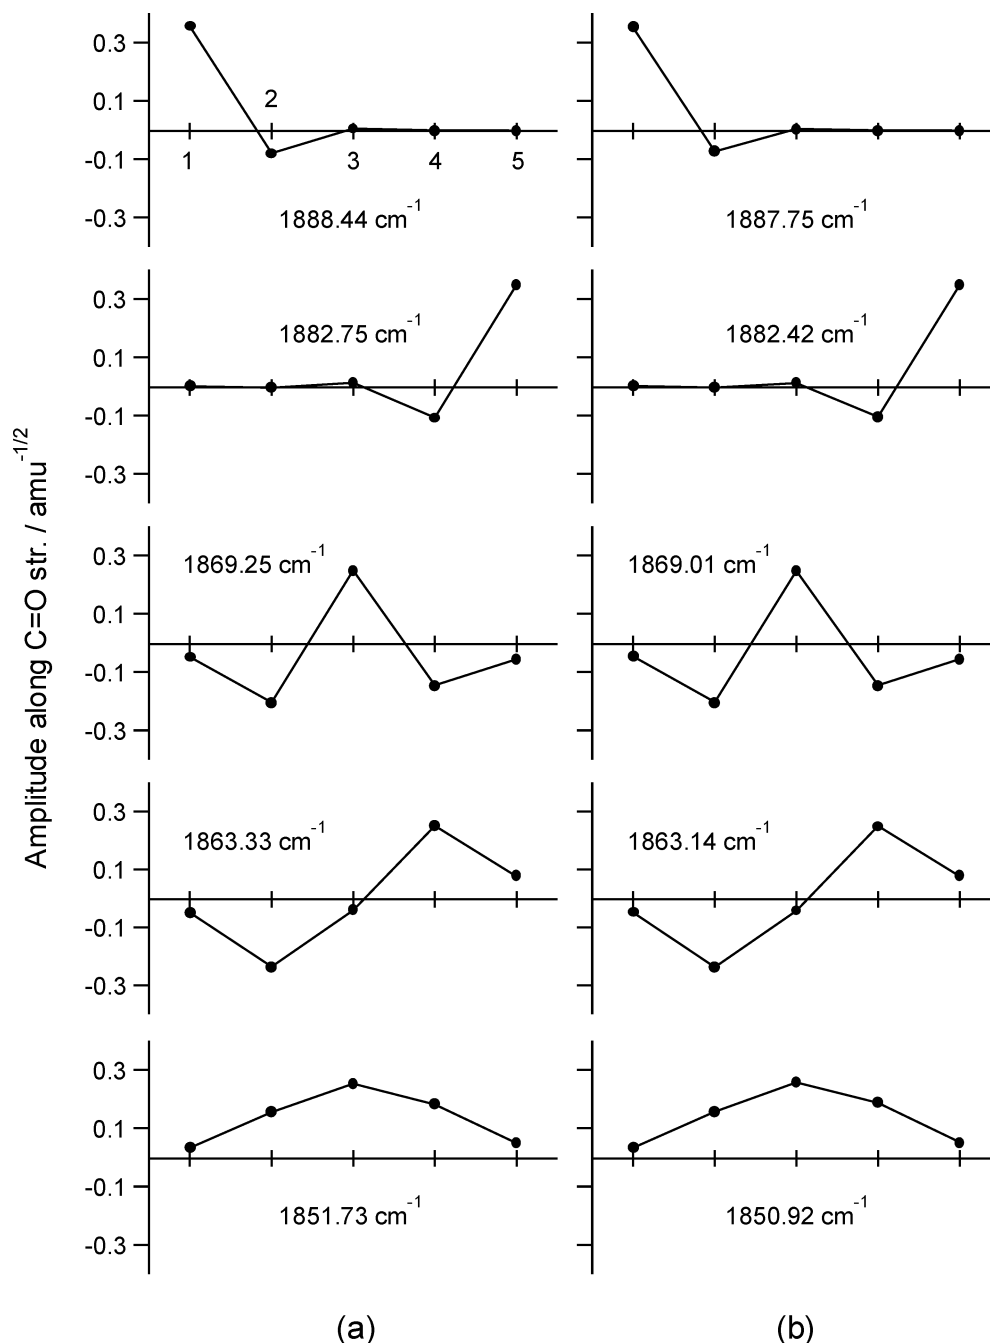 Amplitude along C=O str. / amu^-1/2
0.3
0.1
-0.1
-0.3
2
1 3 4 5
1888.44 cm^-1
1887.75 cm^-1
0.3
0.1
-0.1
-0.3
1882.75 cm^-1
1882.42 cm^-1
0.3
0.1
-0.1
-0.3
1869.25 cm^-1
1869.01 cm^-1
0.3
0.1
-0.1
-0.3
1863.33 cm^-1
1863.14 cm^-1
0.3
0.1
-0.1
-0.3
1851.73 cm^-1
1850.92 cm^-1
(a) (b)